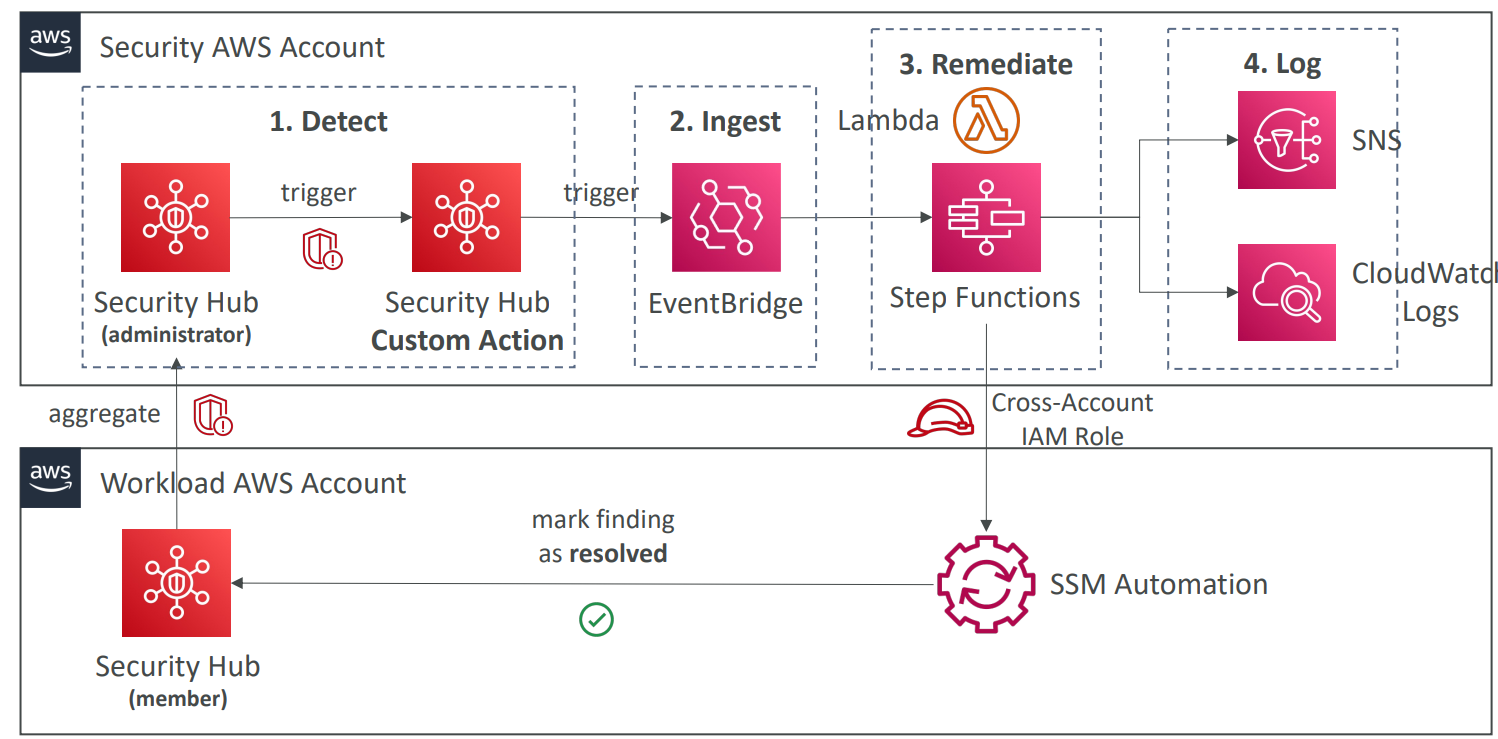 aws
Security AWS Account
1. Detect
trigger
Security Hub
(administrator)
Security Hub
Custom Action
trigger
2. Ingest
EventBridge
3. Remediate
Lambda
Step Functions
4. Log
SNS
CloudWatch
Logs
aggregate
Cross-Account
IAM Role
aws
Workload AWS Account
mark finding
as resolved
SSM Automation
Security Hub
(member)